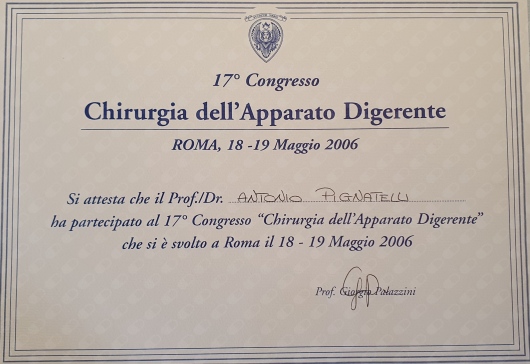 17° Congresso
Chirurgia dell'Apparato Digerente
ROMA, 18 -19 Maggio 2006
Si attesta che il Prof./Dr. ANTONIO PIGNATELLI
ha partecipato al 17° Congresso "Chirurgia dell'Apparato Digerente"
che si è svolto a Roma il 18 - 19 Maggio 2006
Prof. Giorgio Palazzini